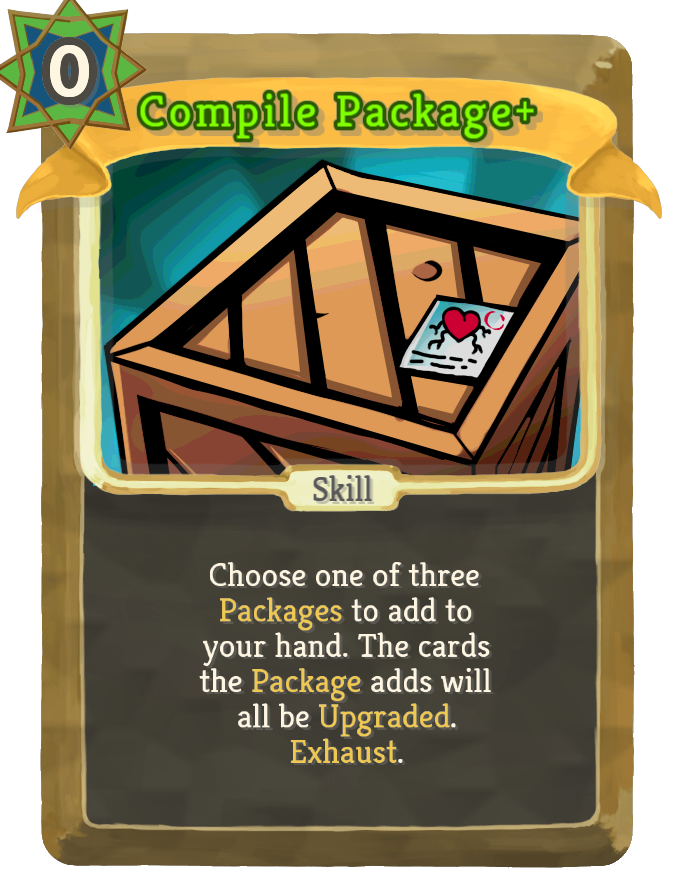 0
Compile Package+
Skill
Choose one of three
Packages to add to
your hand. The cards
the Package adds will
all be Upgraded.
Exhaust.